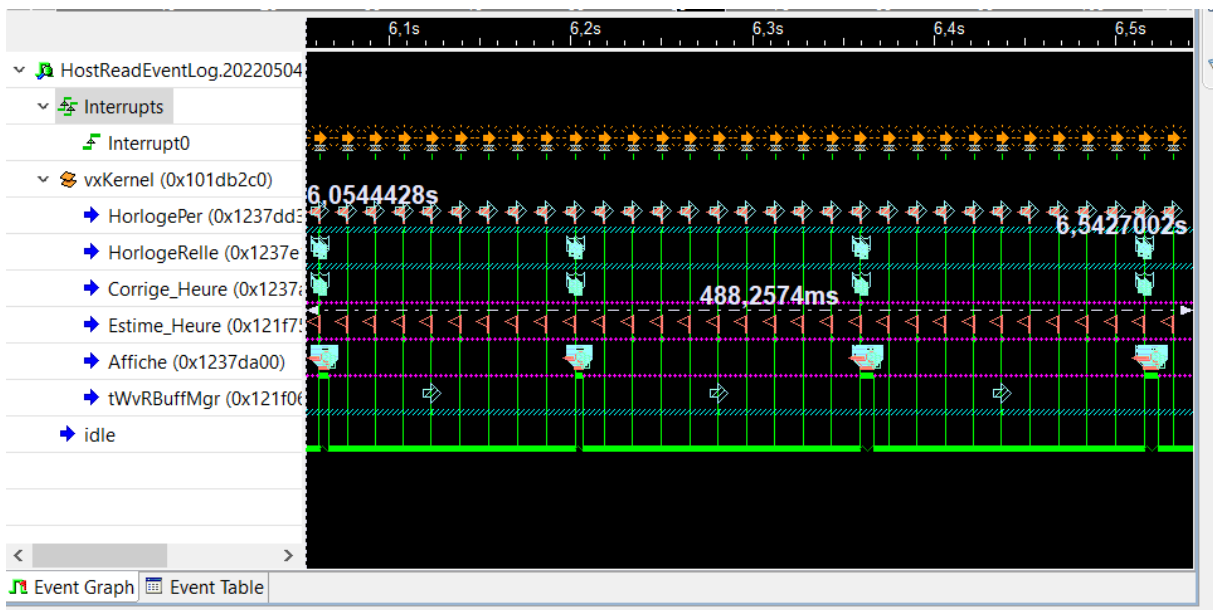 6,1s 6,2s 6,3s 6,4s 6,5s
HostReadEventLog.20220504
Interrupts
Interrupt0
vxKernel (0x101db2c0)
6,0544428s
HorlogePer (0x1237dd3
6,5427002s
HorlogeRelle (0x1237e
Corrige_Heure (0x1237a
488,2574ms
Estime_Heure (0x121f75
Affiche (0x1237da00)
tWvRBuffMgr (0x121f06
idle
Event Graph Event Table